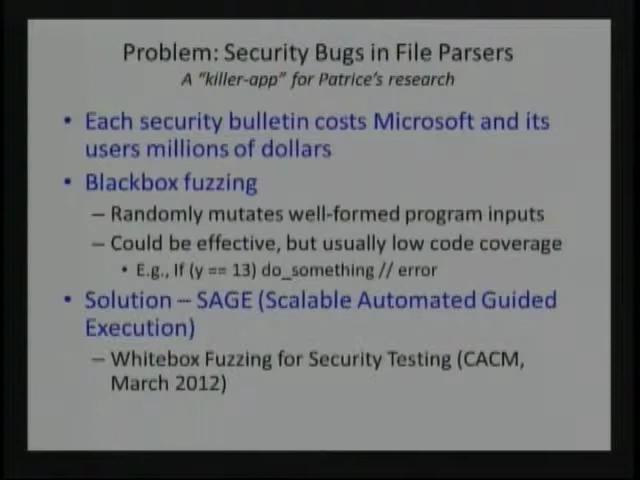 Problem: Security Bugs in File Parsers
A "killer-app" for Patrice's research
• Each security bulletin costs Microsoft and its
users millions of dollars
• Blackbox fuzzing
– Randomly mutates well-formed program inputs
– Could be effective, but usually low code coverage
• E.g., If (y == 13) do_something // error
• Solution – SAGE (Scalable Automated Guided
Execution)
– Whitebox Fuzzing for Security Testing (CACM,
March 2012)